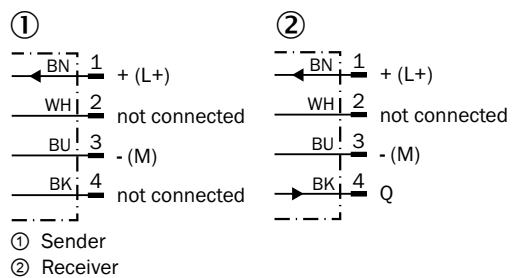 ① ②
BN 1 + (L+)
WH 2 not connected
BU 3 - (M)
BK 4 not connected
BN 1 + (L+)
WH 2 not connected
BU 3 - (M)
BK 4 Q
① Sender
② Receiver